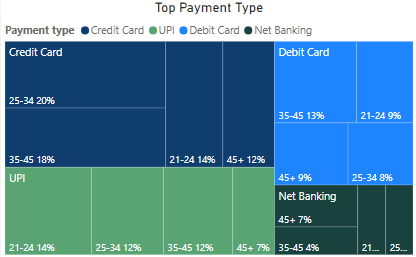 Top Payment Type
Payment type Credit Card UPI Debit Card Net Banking
Credit Card
25-34 20%
35-45 18%
21-24 14%
45+ 12%
UPI
21-24 14%
25-34 12%
35-45 12%
45+ 7%
Debit Card
35-45 13%
21-24 9%
45+ 9%
25-34 8%
Net Banking
45+ 7%
35-45 4%
21...
25...